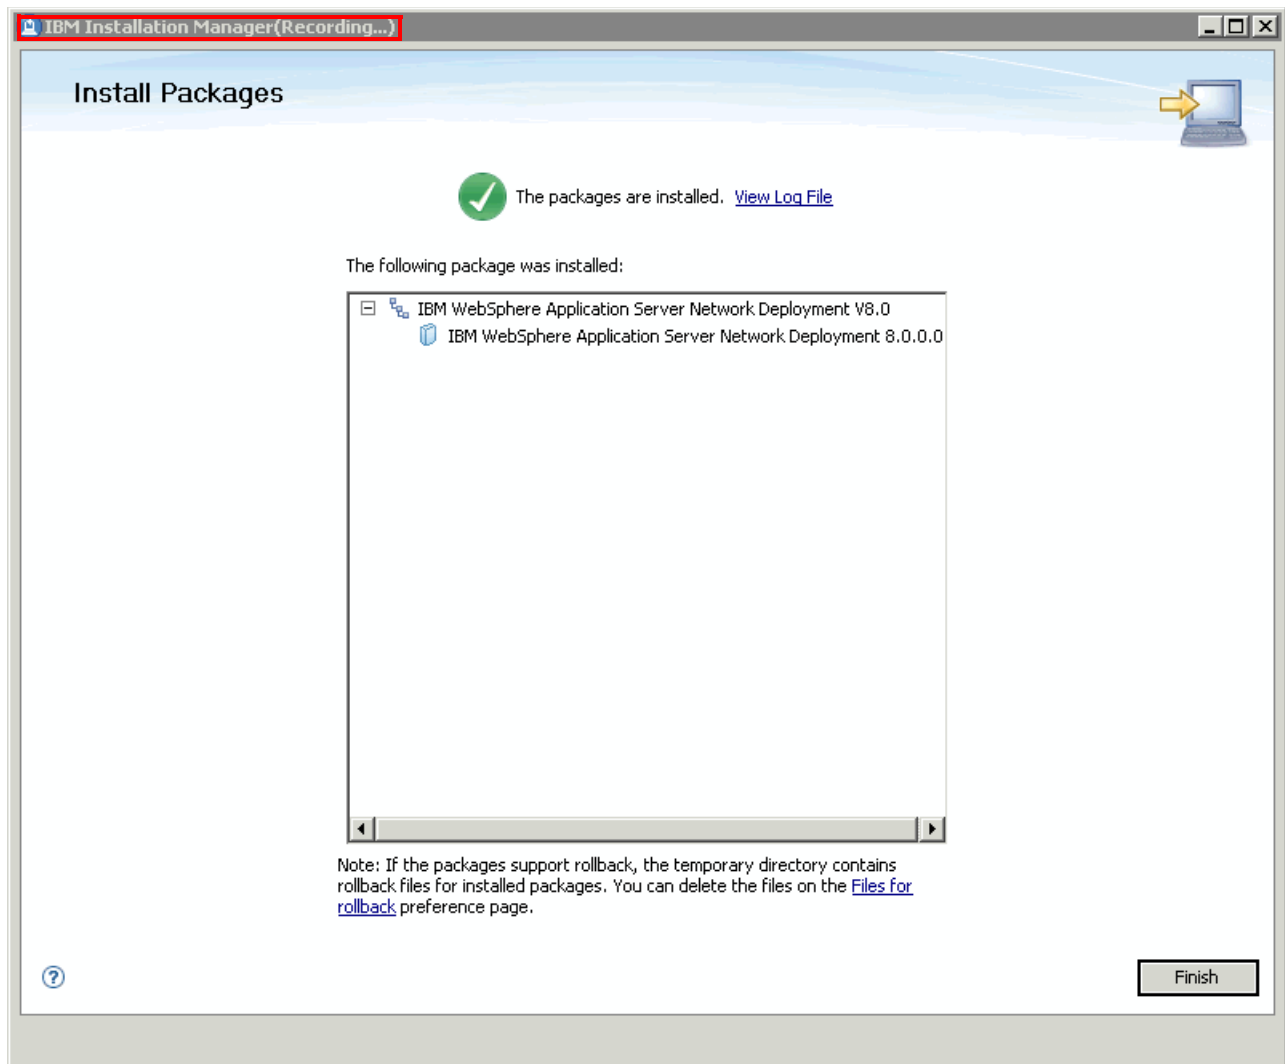 IBM Installation Manager(Recording...)
Install Packages
The packages are installed. View Log File
The following package was installed:
IBM WebSphere Application Server Network Deployment V8.0
IBM WebSphere Application Server Network Deployment 8.0.0.0
Note: If the packages support rollback, the temporary directory contains
rollback files for installed packages. You can delete the files on the Files for
rollback preference page.
Finish